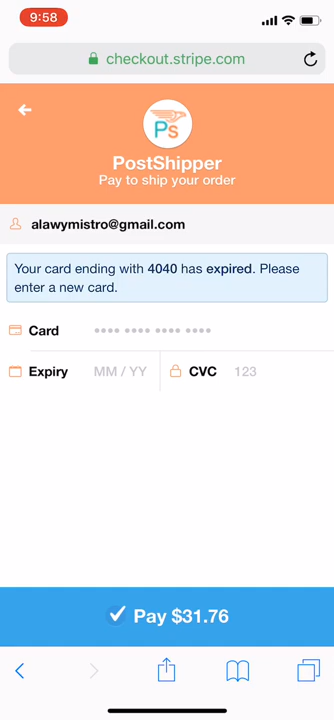 9:58
checkout.stripe.com
Ps
PostShipper
Pay to ship your order
alawymistro@gmail.com
Your card ending with 4040 has expired. Please
enter a new card.
Card •••• •••• •••• ••••
Expiry MM / YY CVC 123
Pay $31.76